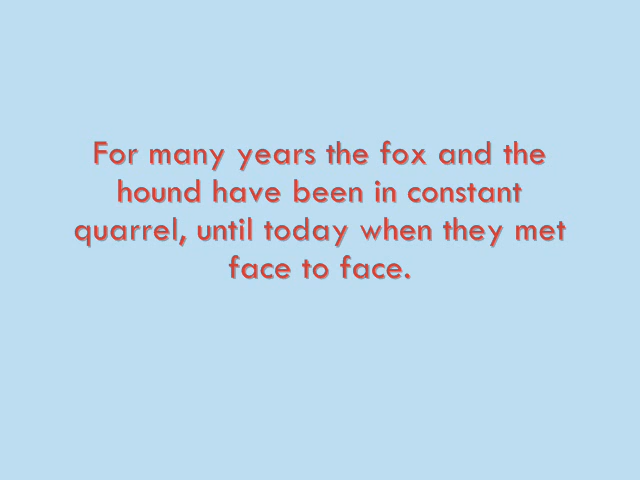 For many years the fox and the
hound have been in constant
quarrel, until today when they met
face to face.